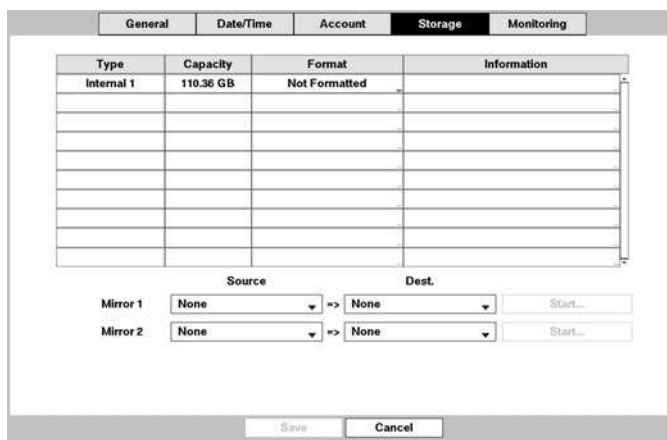 General Date/Time Account Storage Monitoring
Type Capacity Format Information
Internal 1 110.36 GB Not Formatted
Source Dest.
Mirror 1 None => None Start...
Mirror 2 None => None Start...
Save Cancel